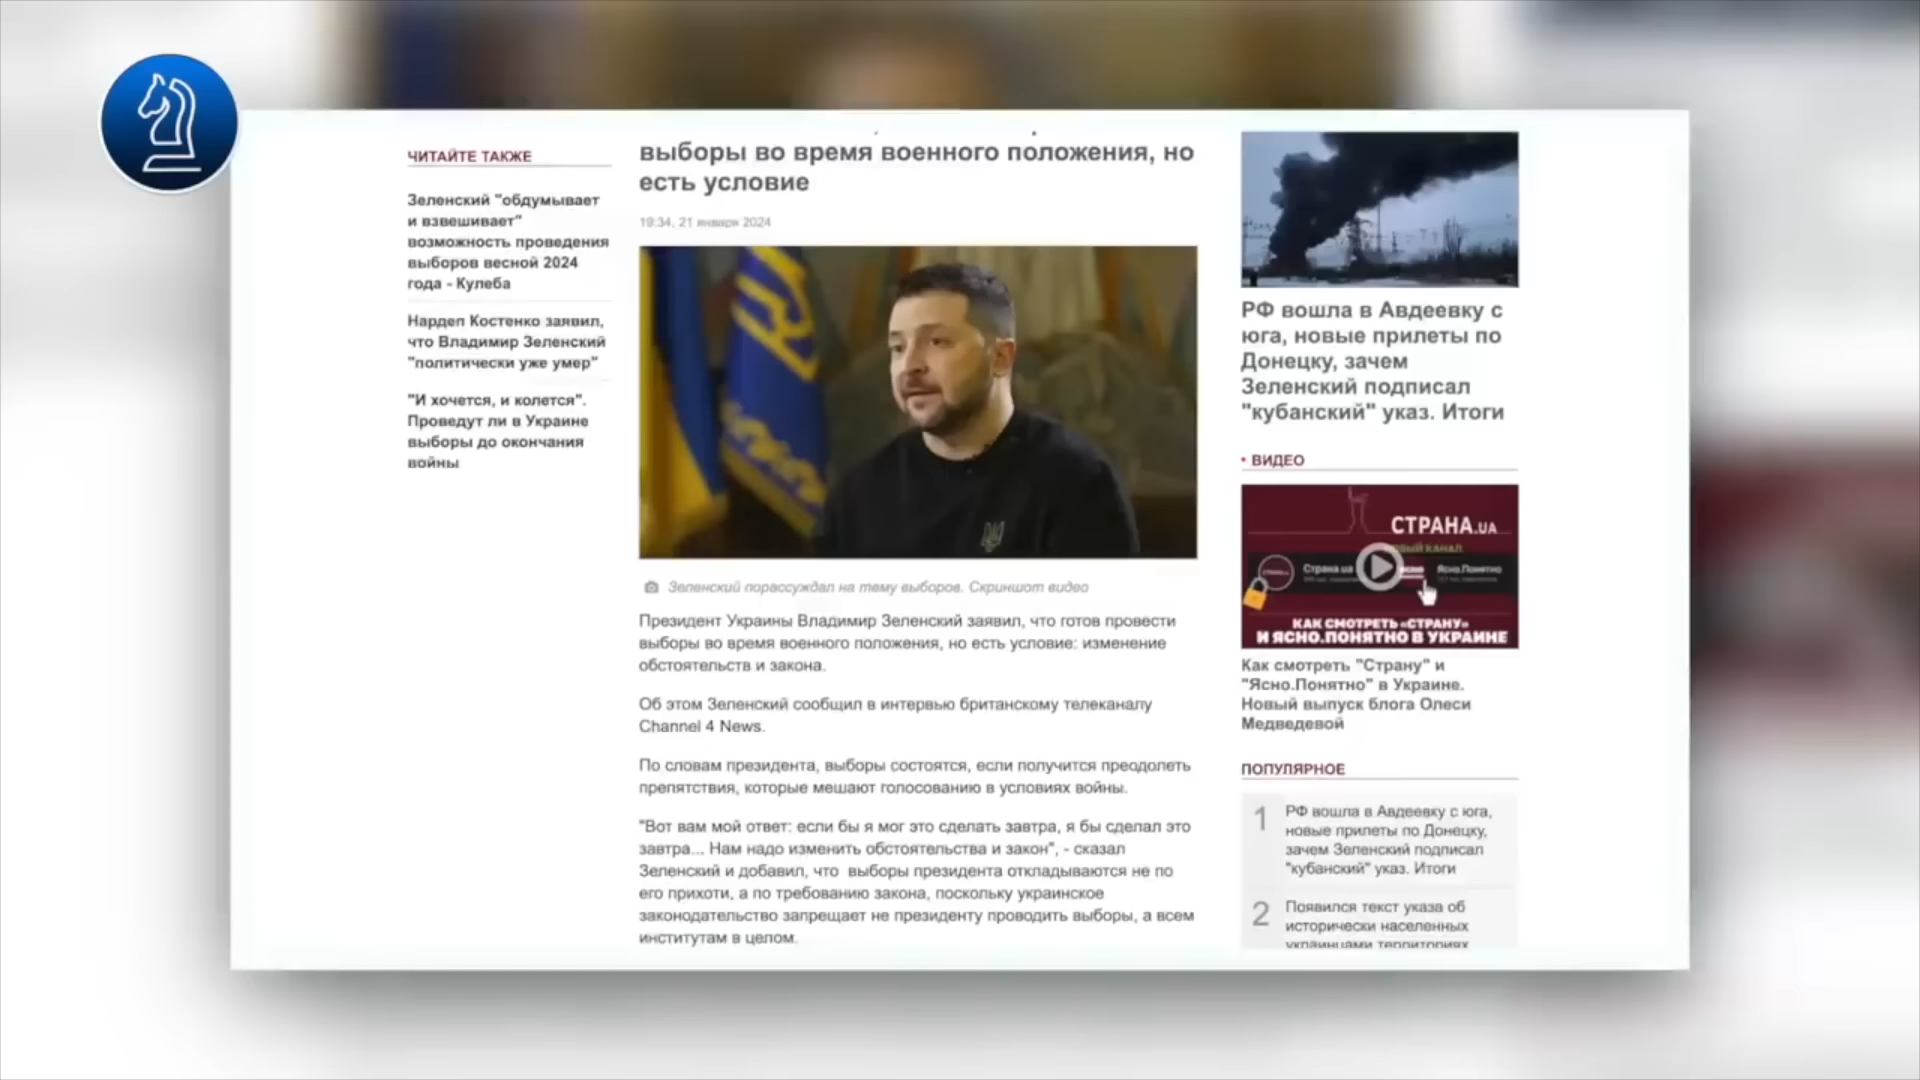 ЧИТАЙТЕ ТАКЖЕ
Зеленский "обдумывает
и взвешивает"
возможность проведения
выборов весной 2024
года - Кулеба
Нардеп Костенко заявил,
что Владимир Зеленский
"политически уже умер"
"И хочется, и колется".
Проведут ли в Украине
выборы до окончания
войны
выборы во время военного положения, но
есть условие
19:34, 21 января 2024
Зеленский порассуждал на тему выборов. Скриншот видео
Президент Украины Владимир Зеленский заявил, что готов провести
выборы во время военного положения, но есть условие: изменение
обстоятельств и закона.
Об этом Зеленский сообщил в интервью британскому телеканалу
Channel 4 News.
По словам президента, выборы состоятся, если получится преодолеть
препятствия, которые мешают голосованию в условиях войны.
"Вот вам мой ответ: если бы я мог это сделать завтра, я бы сделал это
завтра... Нам надо изменить обстоятельства и закон", - сказал
Зеленский и добавил, что выборы президента откладываются не по
его прихоти, а по требованию закона, поскольку украинское
законодательство запрещает не президенту проводить выборы, а всем
институтам в целом.
РФ вошла в Авдеевку с
юга, новые прилеты по
Донецку, зачем
Зеленский подписал
"кубанский" указ. Итоги
• ВИДЕО
СТРАНА.UA
НОВЫЙ КАНАЛ
Страна ua
Ясно.Понятно
КАК СМОТРЕТЬ «СТРАНУ»
И ЯСНО.ПОНЯТНО В УКРАИНЕ
Как смотреть "Страну" и
"Ясно.Понятно" в Украине.
Новый выпуск блога Олеси
Медведевой
ПОПУЛЯРНОЕ
1
РФ вошла в Авдеевку с юга,
новые прилеты по Донецку,
зачем Зеленский подписал
"кубанский" указ. Итоги
2
Появился текст указа об
исторически населенных
украинцами территориях